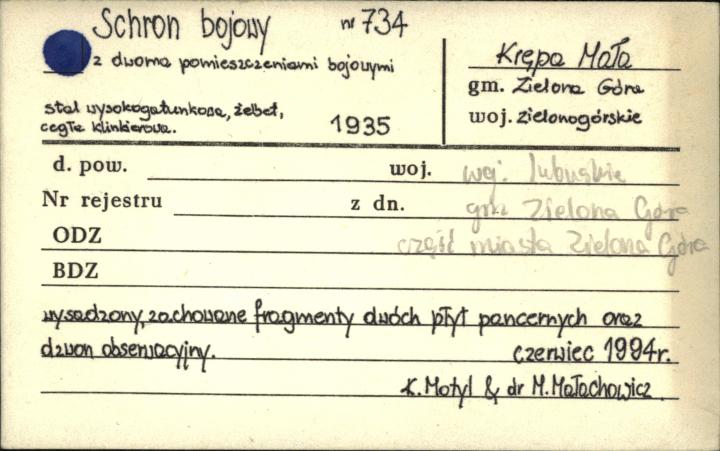 Schron bojowy nr 734
z dwoma pomieszczeniami bojowymi
stal wysokogatunkowa, żelbet,
cegła klinkierowa. 1935
Krępa Mała
gm. Zielona Góra
woj. zielonogórskie
d. pow. woj. woj. lubuskie
Nr rejestru z dn. gm Zielona Góra
ODZ część miasta Zielona Góra
BDZ
wysadzony, zachowane fragmenty dwóch płyt pancernych oraz
dzwon obserwacyjny. czerwiec 1994r.
K. Motyl & dr M. Małachowicz